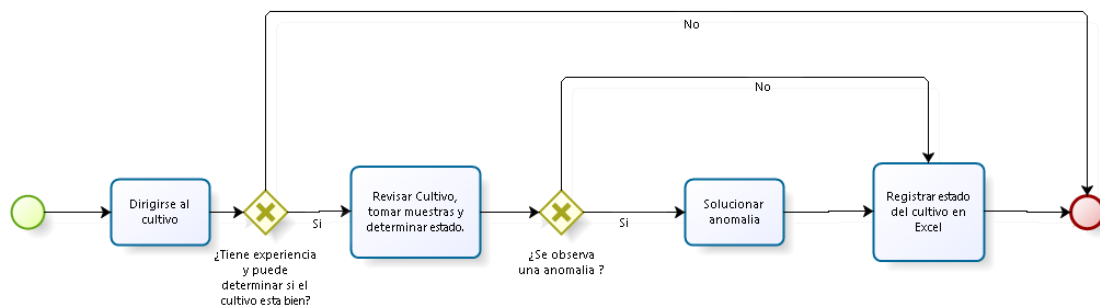 No
No
Dirigirse al
cultivo
Si
¿Tiene experiencia
y puede
determinar si el
cultivo esta bien?
Revisar Cultivo,
tomar muestras y
determinar estado.
¿Se observa
una anomalia ?
Si
Solucionar
anomalia
Registrar estado
del cultivo en
Excel